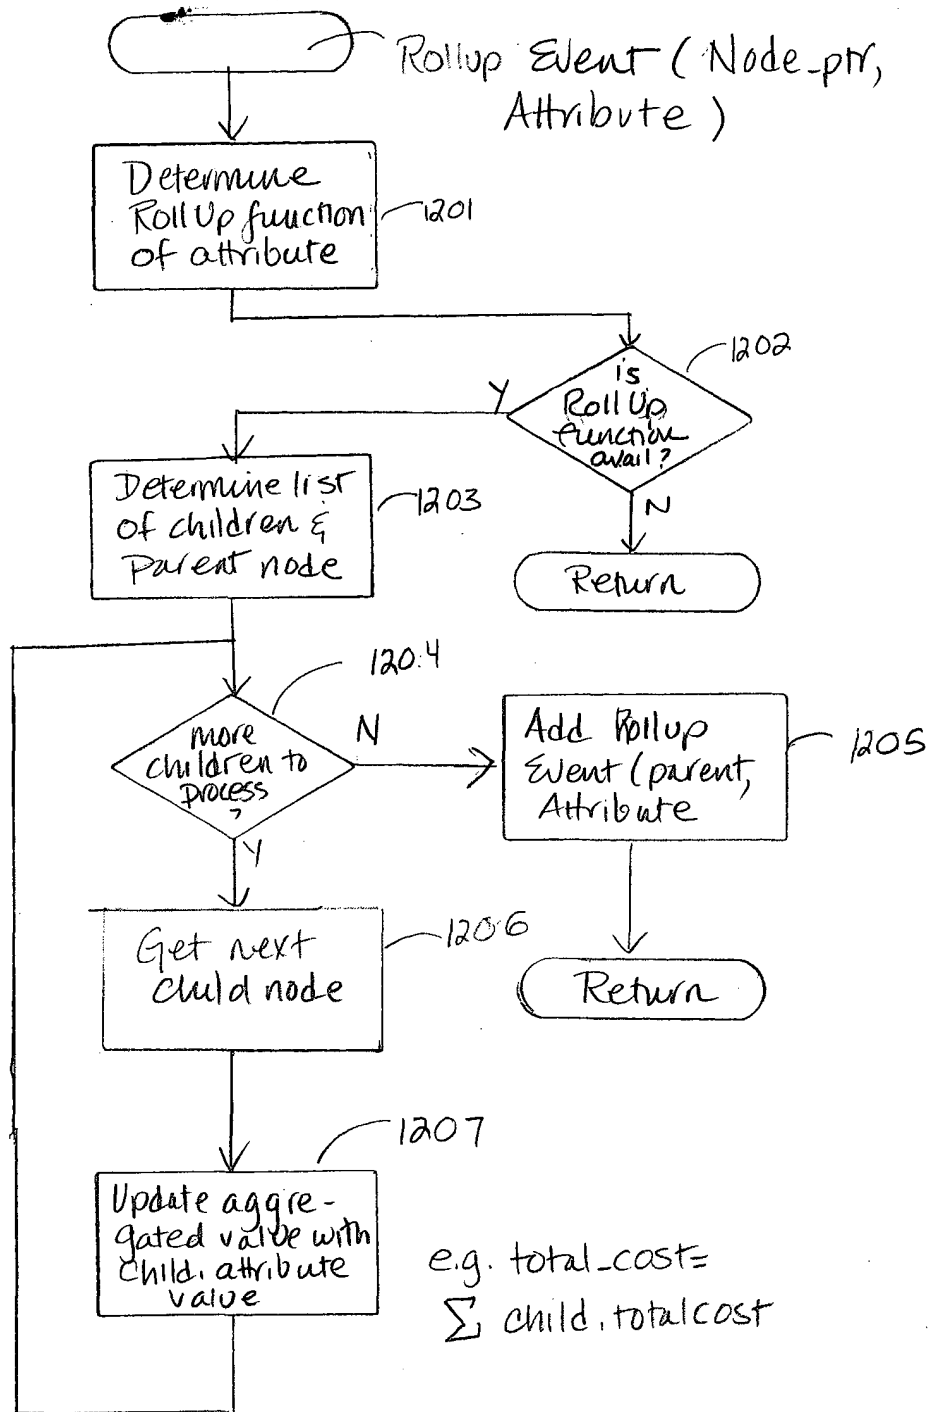 Rollup Event ( Node_ptr,
Attribute )
Determine
Roll Up function
of attribute
1201
1202
is
Roll Up
function
avail?
Y
N
Return
Determine list
of children &
Parent node
1203
1204
more
children to
process
?
N
Y
Add Rollup
Event (parent,
Attribute
1205
Return
Get next
child node
1206
1207
Update aggre-
gated value with
child.attribute
value
e.g. total_cost=
∑ child.totalcost